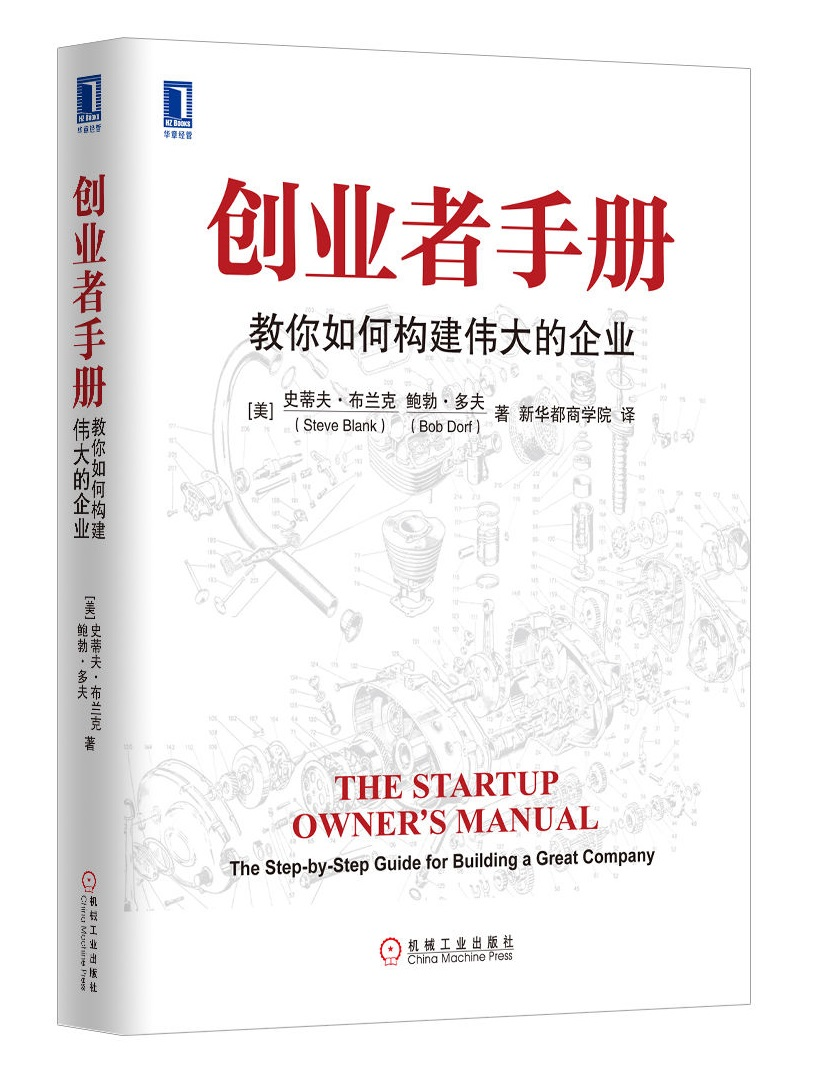 HZ BOOKS
华章经管
创业者手册
教你如何构建
伟大的企业
[美]史蒂夫·布兰克
鲍勃·多夫
著
机械工业出版社
China Machine Press
HZ BOOKS
华章经管
创业者手册
教你如何构建伟大的企业
[美] 史蒂夫·布兰克 鲍勃·多夫 著 新华都商学院 译
(Steve Blank) (Bob Dorf)
THE STARTUP
OWNER'S MANUAL
The Step-by-Step Guide for Building a Great Company
机械工业出版社
China Machine Press